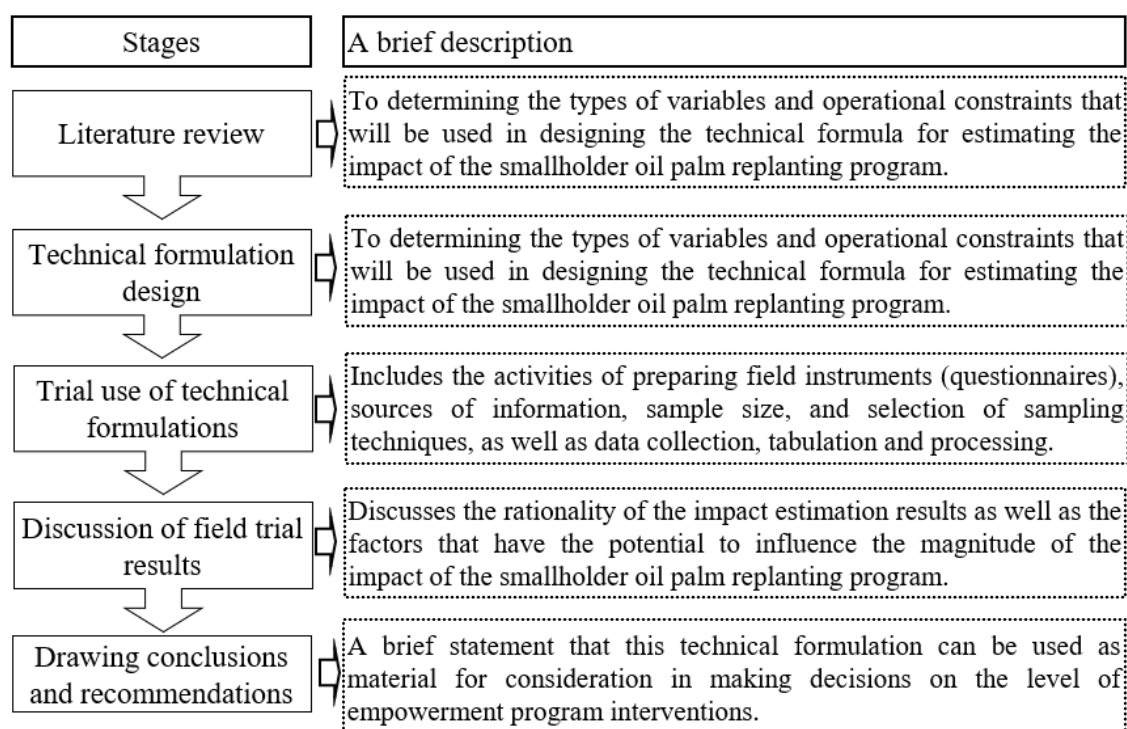 Stages
A brief description
Literature review
To determining the types of variables and operational constraints that
will be used in designing the technical formula for estimating the
impact of the smallholder oil palm replanting program.
Technical formulation
design
To determining the types of variables and operational constraints that
will be used in designing the technical formula for estimating the
impact of the smallholder oil palm replanting program.
Trial use of technical
formulations
Includes the activities of preparing field instruments (questionnaires),
sources of information, sample size, and selection of sampling
techniques, as well as data collection, tabulation and processing.
Discussion of field trial
results
Discusses the rationality of the impact estimation results as well as the
factors that have the potential to influence the magnitude of the
impact of the smallholder oil palm replanting program.
Drawing conclusions
and recommendations
A brief statement that this technical formulation can be used as
material for consideration in making decisions on the level of
empowerment program interventions.